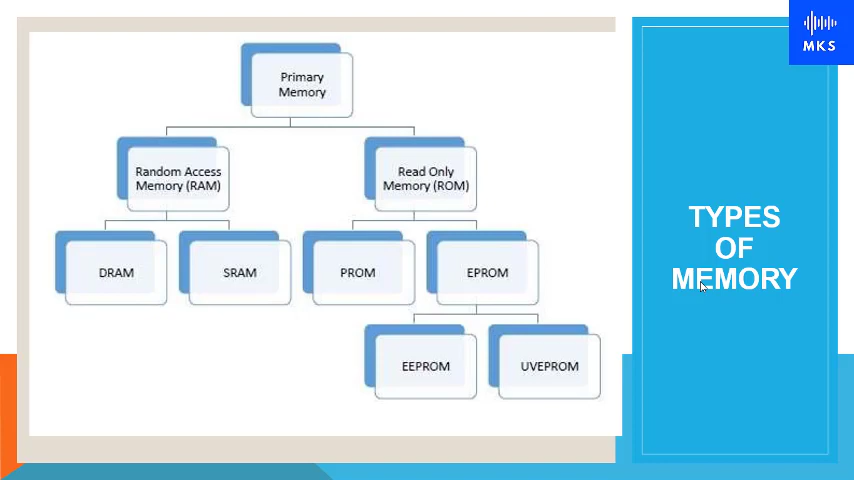 MKS
Primary
Memory
Random Access
Memory (RAM)
Read Only
Memory (ROM)
DRAM
SRAM
PROM
EPROM
EEPROM
UVEPROM
TYPES
OF
MEMORY